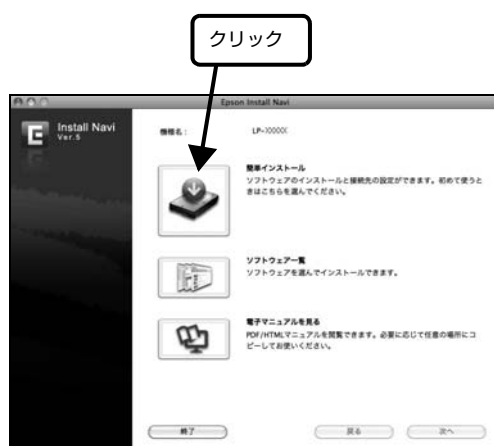 クリック
Epson Install Navi
Install Navi
Ver.5
機種名：
LP-XXXXX
簡単インストール
ソフトウェアのインストールと接続先の設定ができます。初めて使うと
きはこちらを選んでください。
ソフトウェア一覧
ソフトウェアを選んでインストールできます。
電子マニュアルを見る
PDF/HTMLマニュアルを閲覧できます。必要に応じて任意の場所にコ
ピーしてお使いください。
終了
戻る
次へ